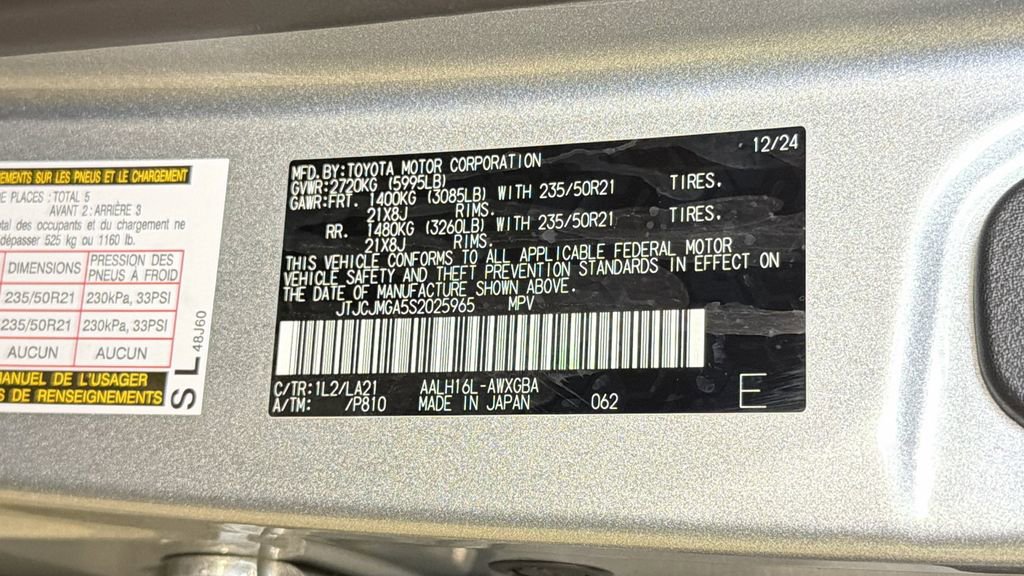 EMENTS SUR LES PNEUS ET LE CHARGEMENT
DE PLACES : TOTAL 5
AVANT 2 : ARRIÈRE 3
tal des occupants et du chargement ne
dépasser 525 kg ou 1160 lb.
DIMENSIONS PRESSION DES PNEUS À FROID
235/50R21 230kPa, 33PSI
235/50R21 230kPa, 33PSI
AUCUN AUCUN
MANUEL DE L'USAGER
S DE RENSEIGNEMENTS
S L 48J60
12/24
MFD. BY:TOYOTA MOTOR CORPORATION
GVWR:2720KG (5995LB)
GAWR:FRT. 1400KG (3085LB) WITH 235/50R21 TIRES.
21X8J RIMS.
RR. 1480KG (3260LB) WITH 235/50R21 TIRES.
21X8J RIMS.
THIS VEHICLE CONFORMS TO ALL APPLICABLE FEDERAL MOTOR
VEHICLE SAFETY AND THEFT PREVENTION STANDARDS IN EFFECT ON
THE DATE OF MANUFACTURE SHOWN ABOVE.
JTJCJMGA5S2025965 MPV
C/TR:1L2/LA21 AALH16L-AWXGBA
A/TM: /P810 MADE IN JAPAN 062 E